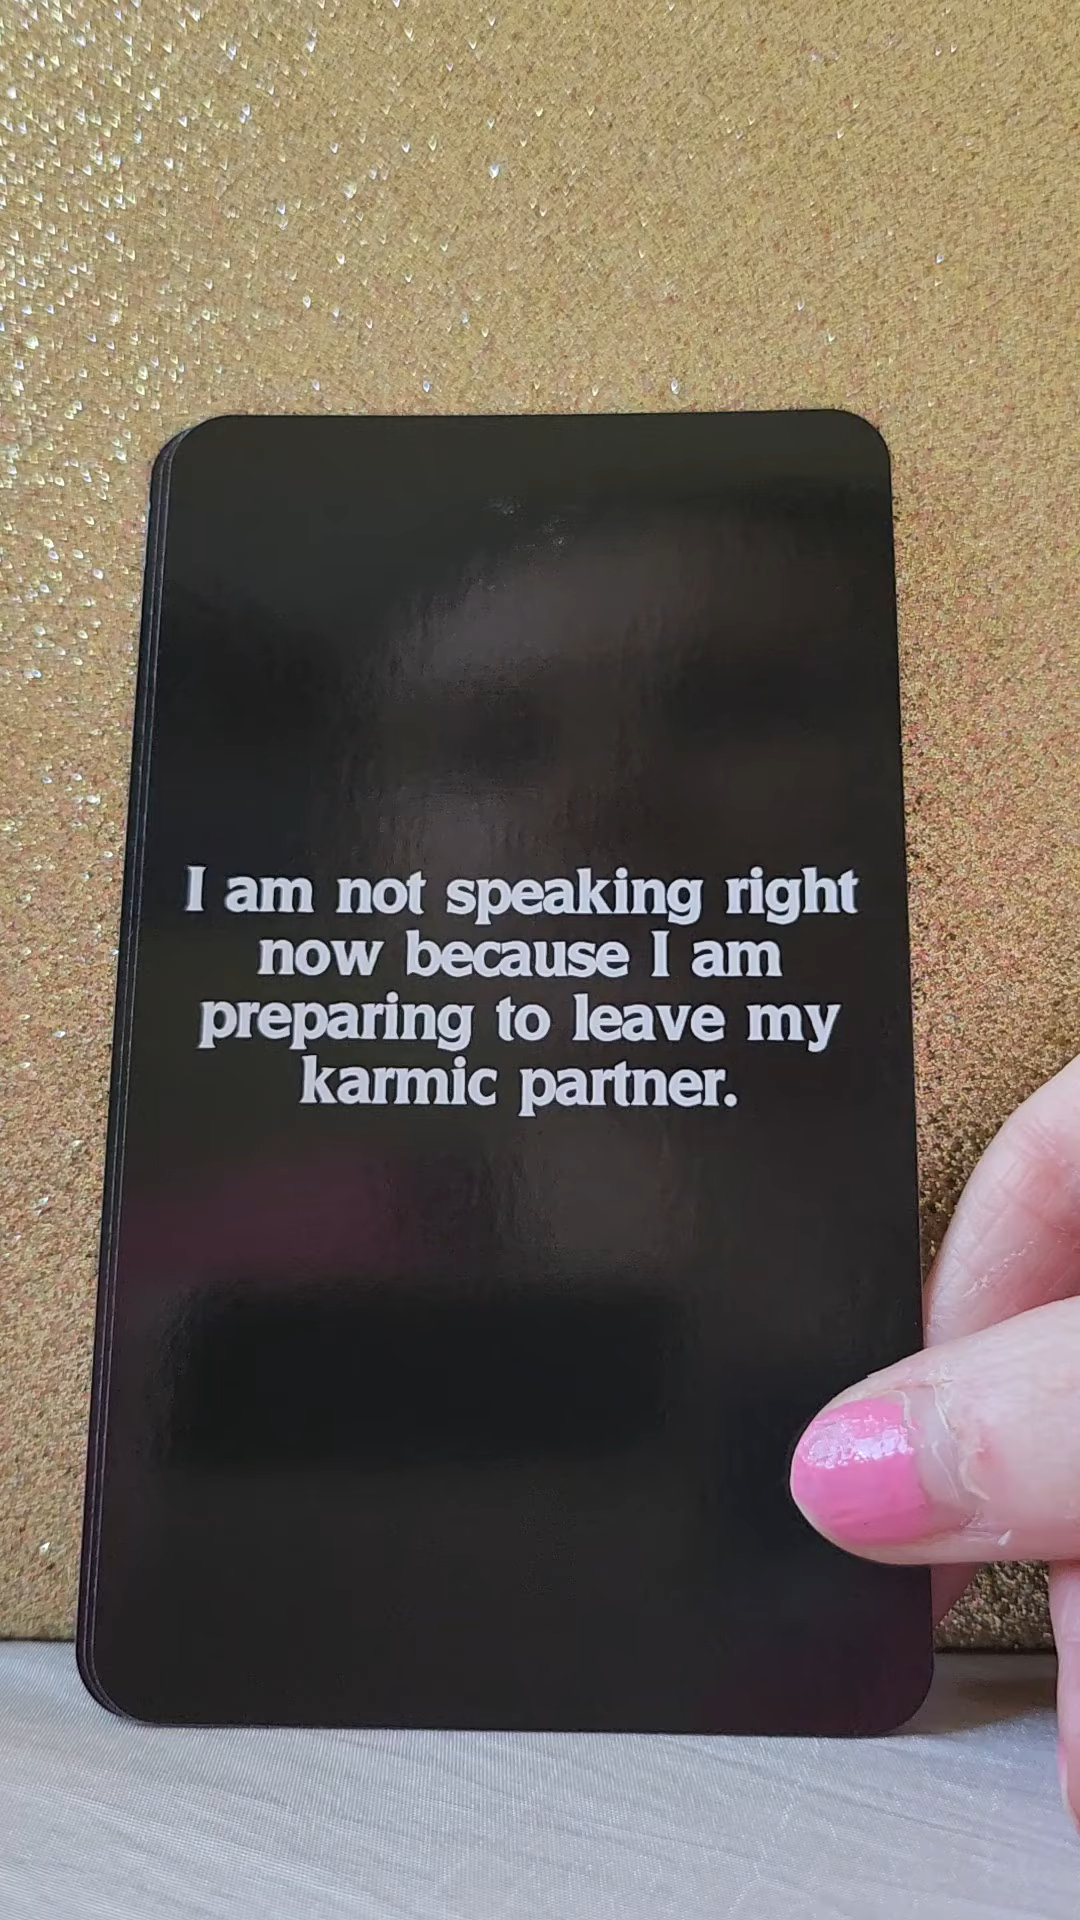 I am not speaking right
now because I am
preparing to leave my
karmic partner.